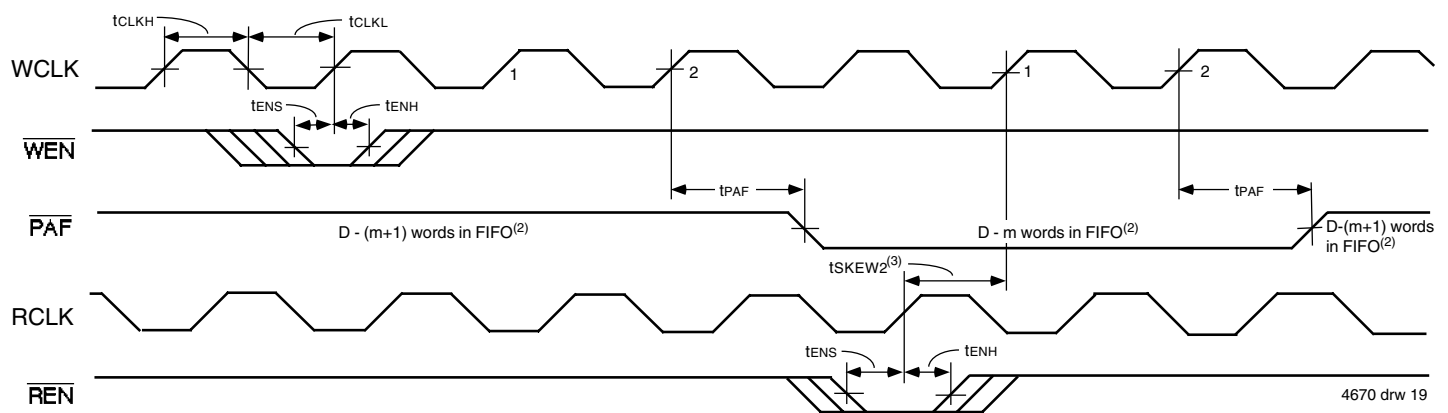 tCLKH tCLKL
WCLK 1 2 1 2
tENS tENH
WEN
tPAF tPAF
PAF D - (m+1) words in FIFO(2) D - m words in FIFO(2) D-(m+1) words
in FIFO(2)
tSKEW2(3)
RCLK
tENS tENH
REN
4670 drw 19